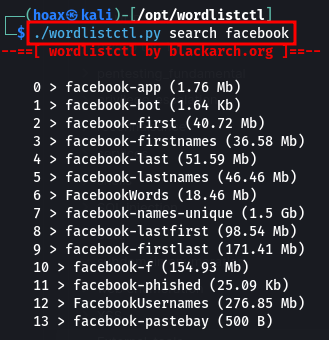 ┌──(hoax㉿kali)-[/opt/wordlistctl]
└─$ ./wordlistctl.py search facebook
--==[ wordlistctl by blackarch.org ]==--
0 > facebook-app (1.76 Mb)
1 > facebook-bot (1.64 Kb)
2 > facebook-first (40.72 Mb)
3 > facebook-firstnames (36.58 Mb)
4 > facebook-last (51.59 Mb)
5 > facebook-lastnames (46.46 Mb)
6 > FacebookWords (18.46 Mb)
7 > facebook-names-unique (1.5 Gb)
8 > facebook-lastfirst (98.54 Mb)
9 > facebook-firstlast (171.41 Mb)
10 > facebook-f (154.93 Mb)
11 > facebook-phished (25.09 Kb)
12 > FacebookUsernames (276.85 Mb)
13 > facebook-pastebay (500 B)